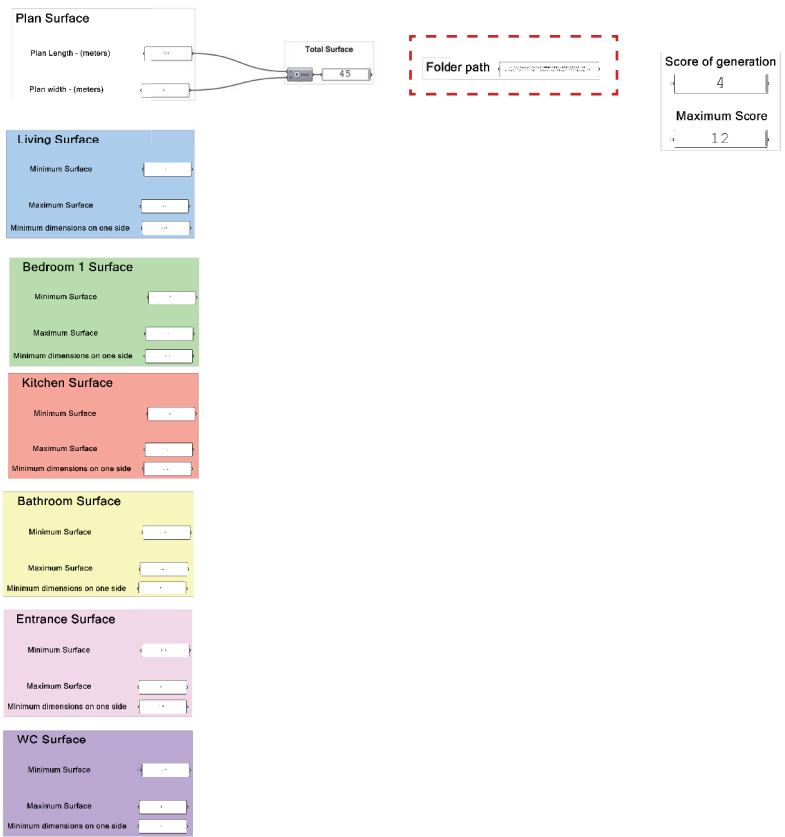 Plan Surface
Plan Length - (meters)
Plan width - (meters)
Total Surface
45
Folder path
Score of generation
4
Maximum Score
12
Living Surface
Minimum Surface
Maximum Surface
Minimum dimensions on one side
Bedroom 1 Surface
Minimum Surface
Maximum Surface
Minimum dimensions on one side
Kitchen Surface
Minimum Surface
Maximum Surface
Minimum dimensions on one side
Bathroom Surface
Minimum Surface
Maximum Surface
Minimum dimensions on one side
Entrance Surface
Minimum Surface
Maximum Surface
Minimum dimensions on one side
WC Surface
Minimum Surface
Maximum Surface
Minimum dimensions on one side